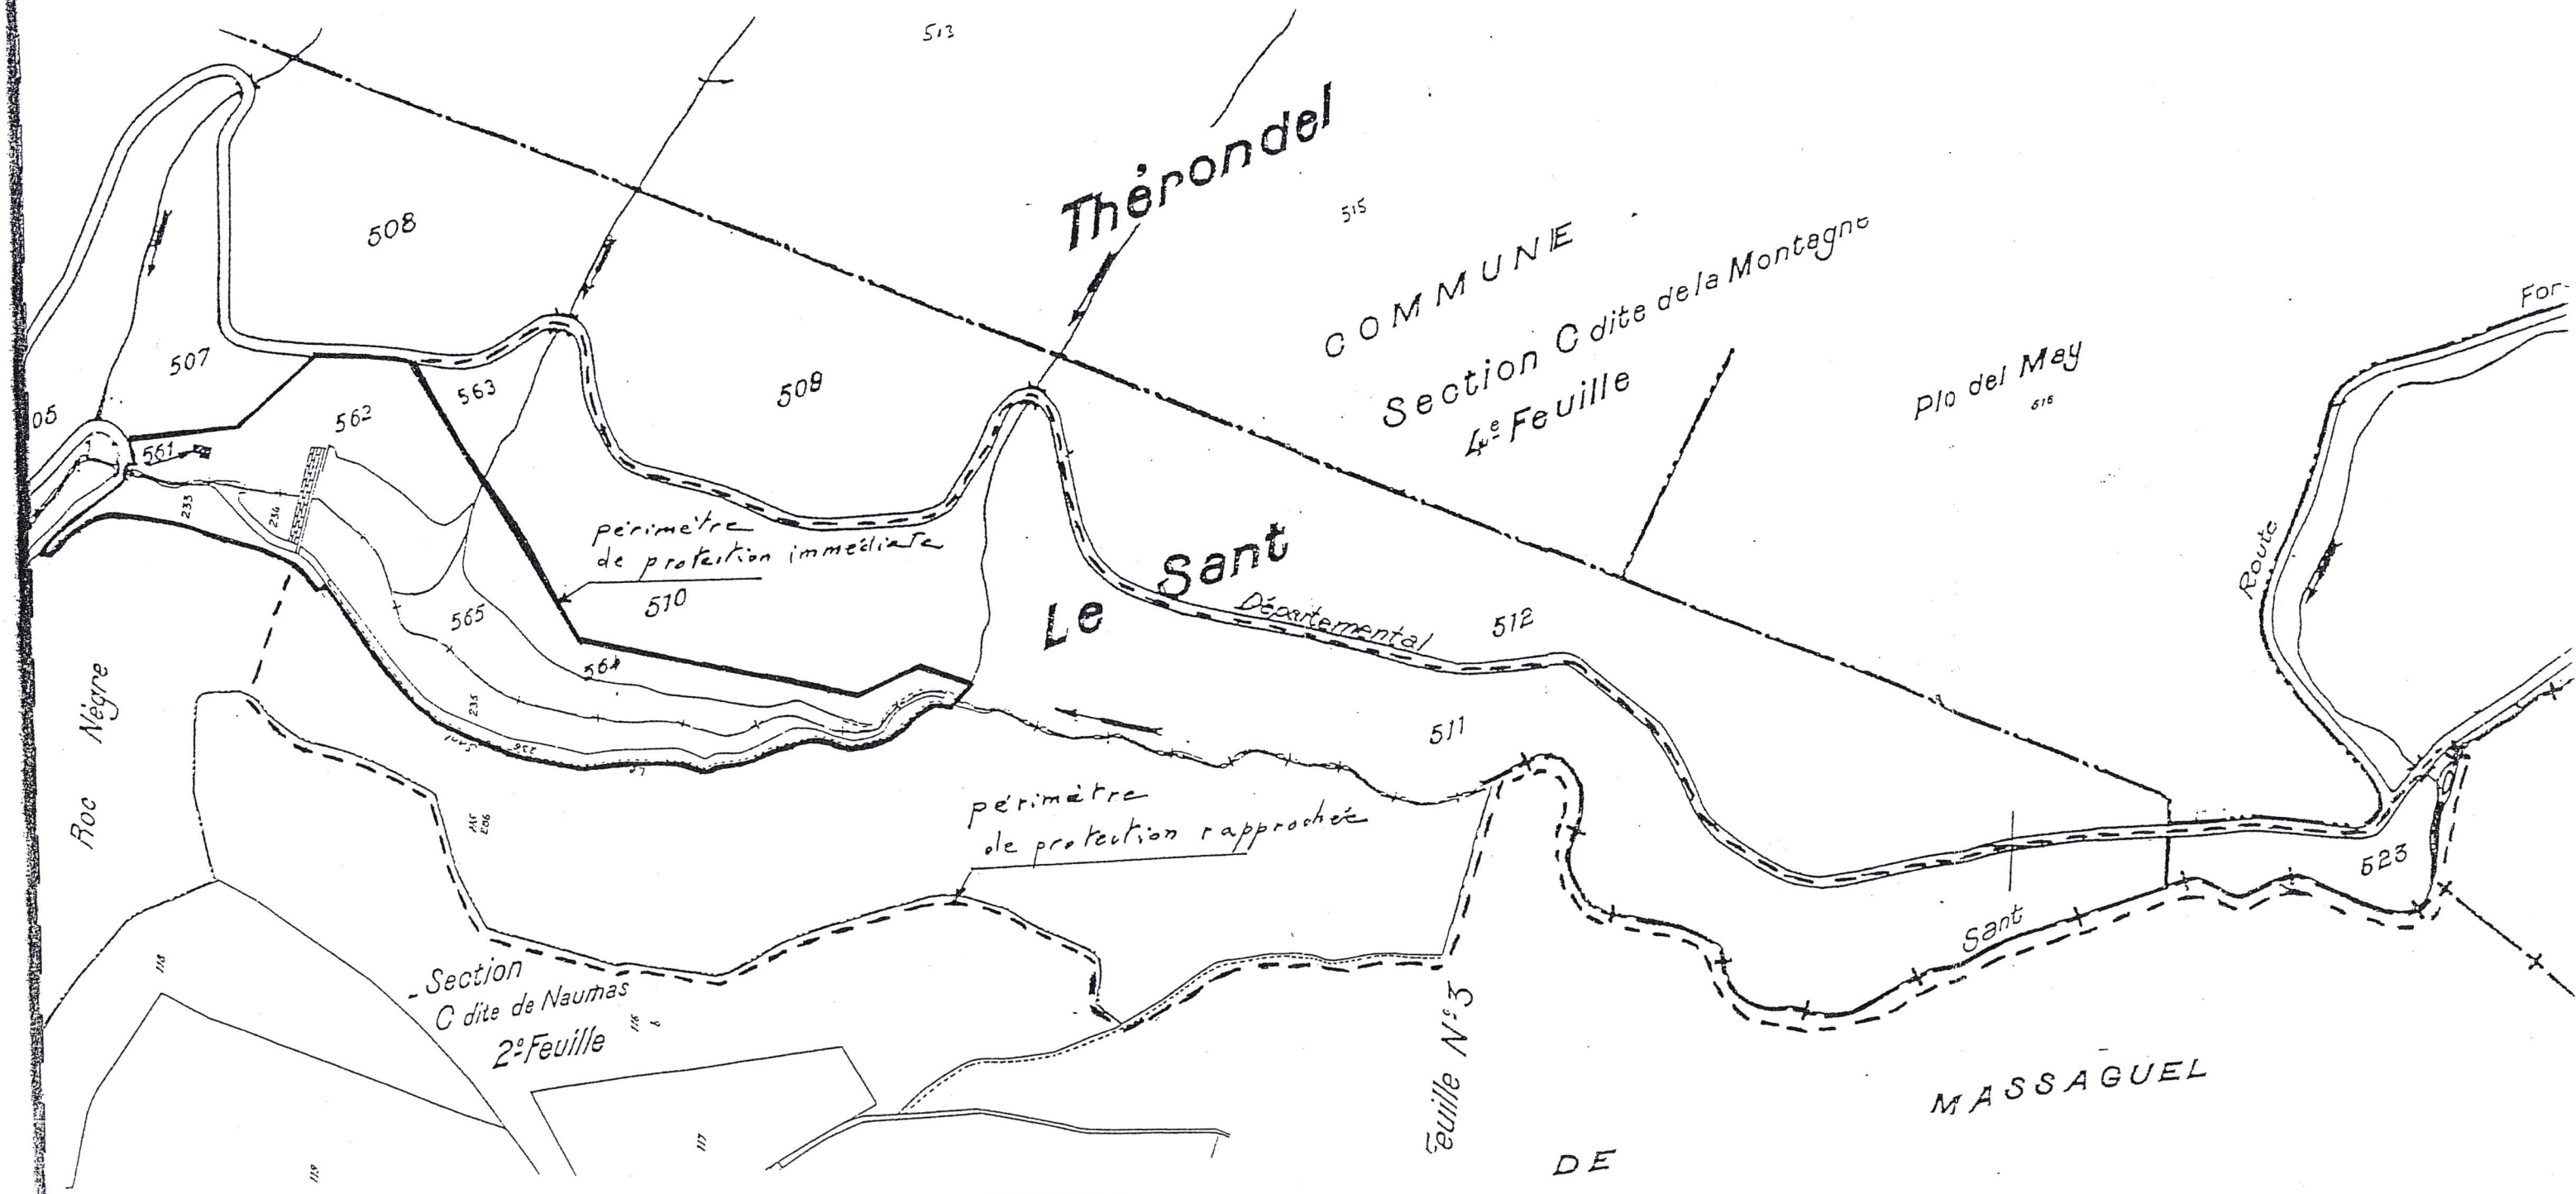 513
Thérondel
515
508
COMMUNE
Section C dite de la Montagne
4e Feuille
For-
Plo del May
516
507
563
509
562
05
561
233
234
périmètre
de protection immédiate
510
Le Sant
Départemental
512
Route
565
564
235
236
511
Roc Nègre
périmètre
de protection rapprochée
523
Sant
118
Section
C dite de Naumas
2e Feuille
116
Feuille N° 3
117
119
MASSAGUEL
DE